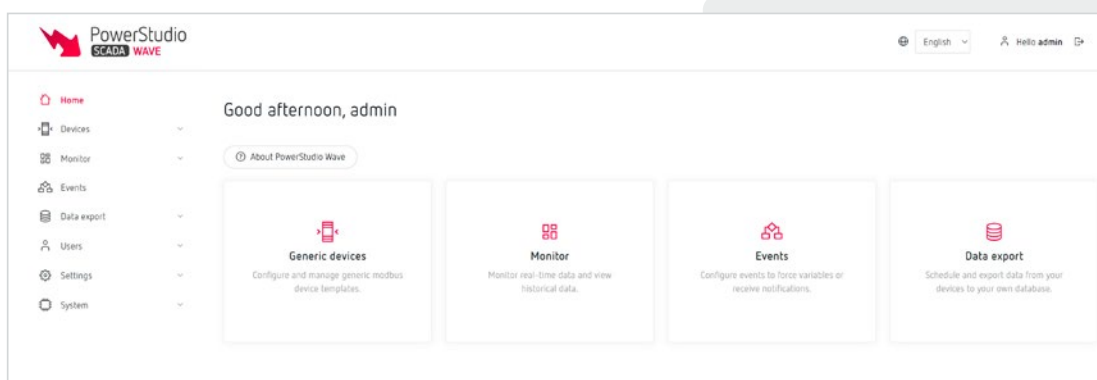 PowerStudio
SCADA WAVE
English
Hello admin
Home
Devices
Monitor
Events
Data export
Users
Settings
System
Good afternoon, admin
About PowerStudio Wave
Generic devices
Configure and manage generic modbus
device templates.
Monitor
Monitor real-time data and view
historical data.
Events
Configure events to force variables or
receive notifications.
Data export
Schedule and export data from your
devices to your own database.